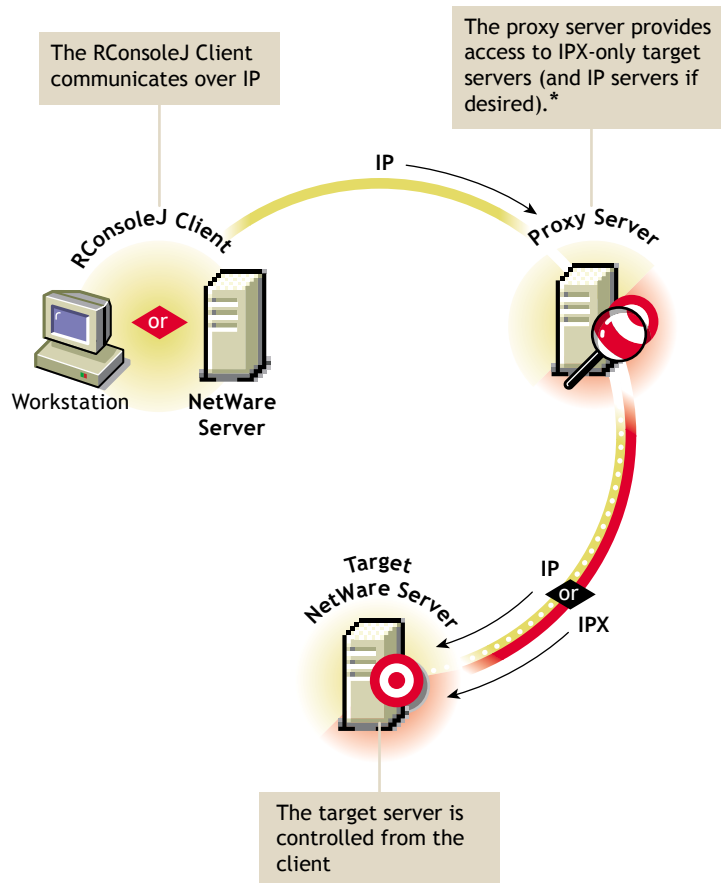 The RConsoleJ Client
communicates over IP
The proxy server provides
access to IPX-only target
servers (and IP servers if
desired).*
IP
RConsoleJ Client
Proxy Server
or
Workstation
NetWare
Server
Target
NetWare Server
IP
or
IPX
The target server is
controlled from the
client